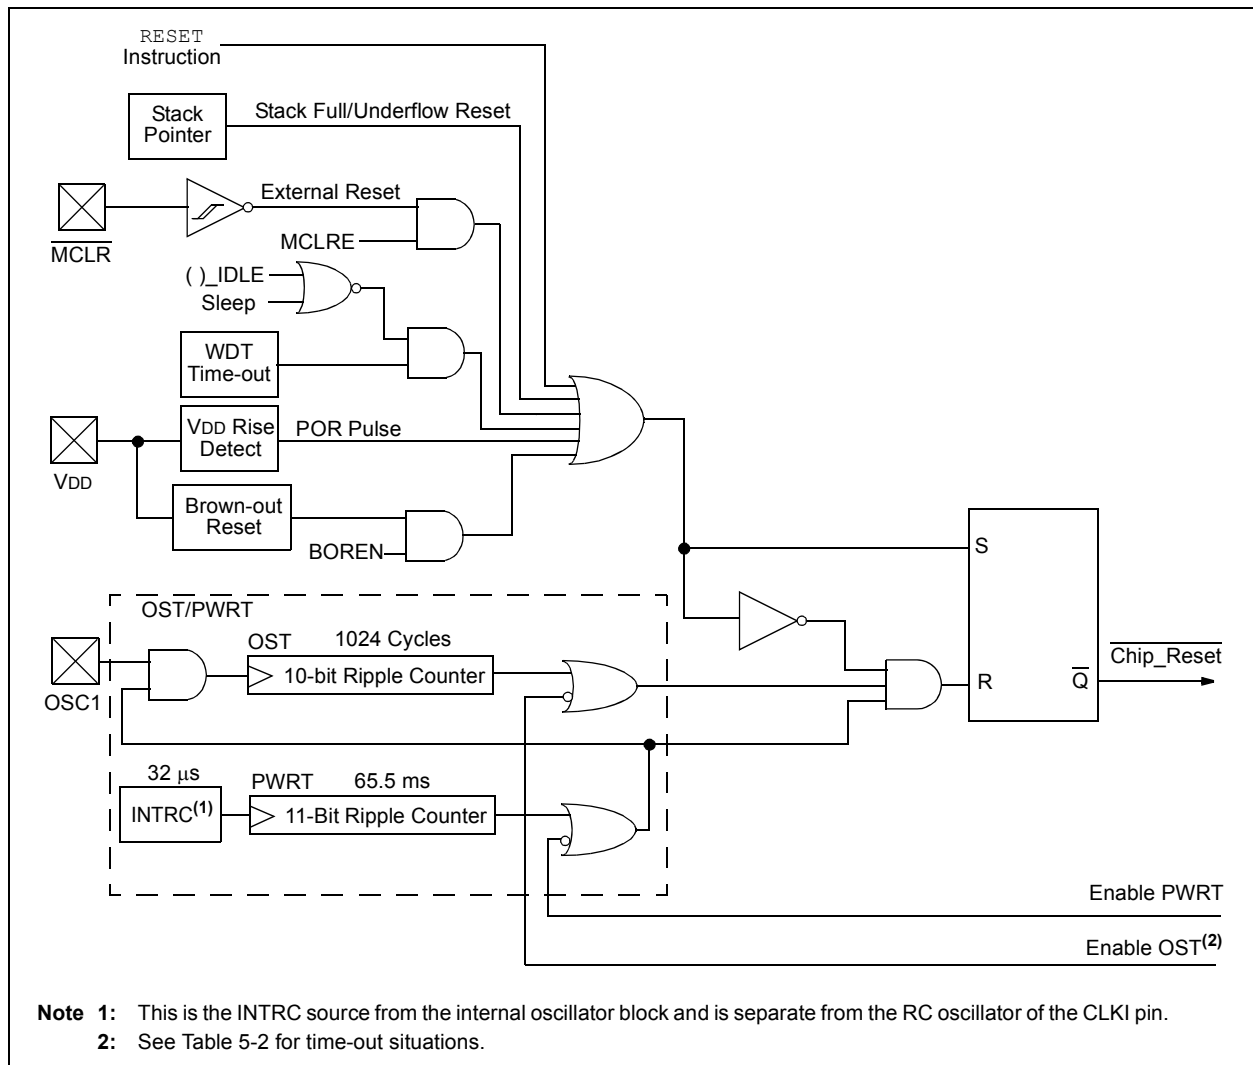 RESET
Instruction
Stack
Pointer
Stack Full/Underflow Reset
External Reset
MCLR
MCLRE
( )_IDLE
Sleep
WDT
Time-out
VDD Rise
Detect
POR Pulse
VDD
Brown-out
Reset
BOREN
S
OST/PWRT
OST
1024 Cycles
10-bit Ripple Counter
OSC1
Chip_Reset
R
Q
32 μs
PWRT
65.5 ms
INTRC(1)
11-Bit Ripple Counter
Enable PWRT
Enable OST(2)
Note 1: This is the INTRC source from the internal oscillator block and is separate from the RC oscillator of the CLKI pin.
2: See Table 5-2 for time-out situations.